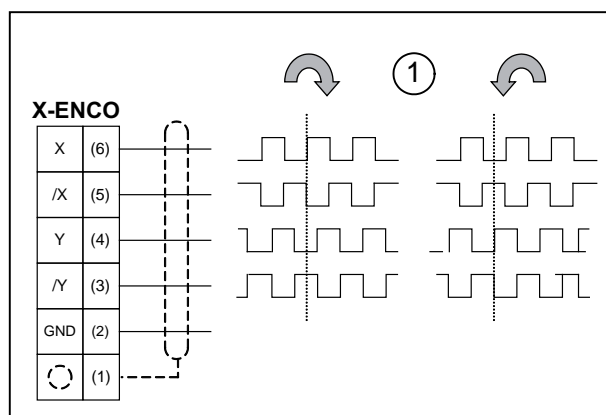 1
X-ENCO
X (6)
/X (5)
Y (4)
/Y (3)
GND (2)
(1)